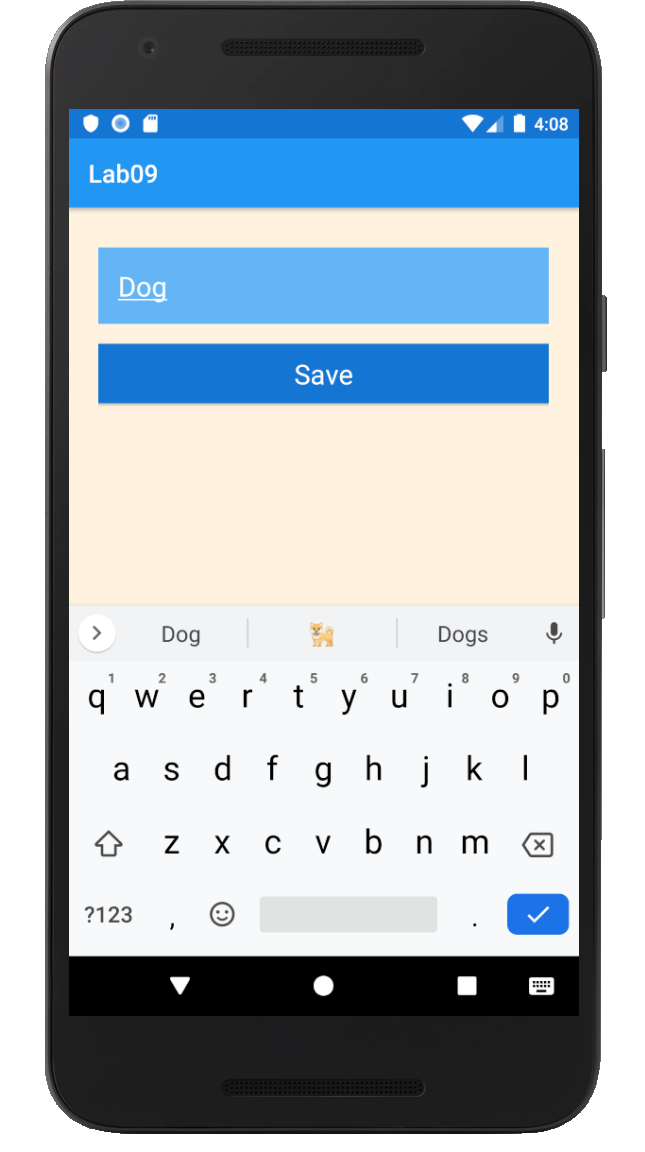 4:08
Lab09
Dog
Save
Dog Dogs
1 2 3 4 5 6 7 8 9 0
q w e r t y u i o p
a s d f g h j k l
z x c v b n m
?123 , .